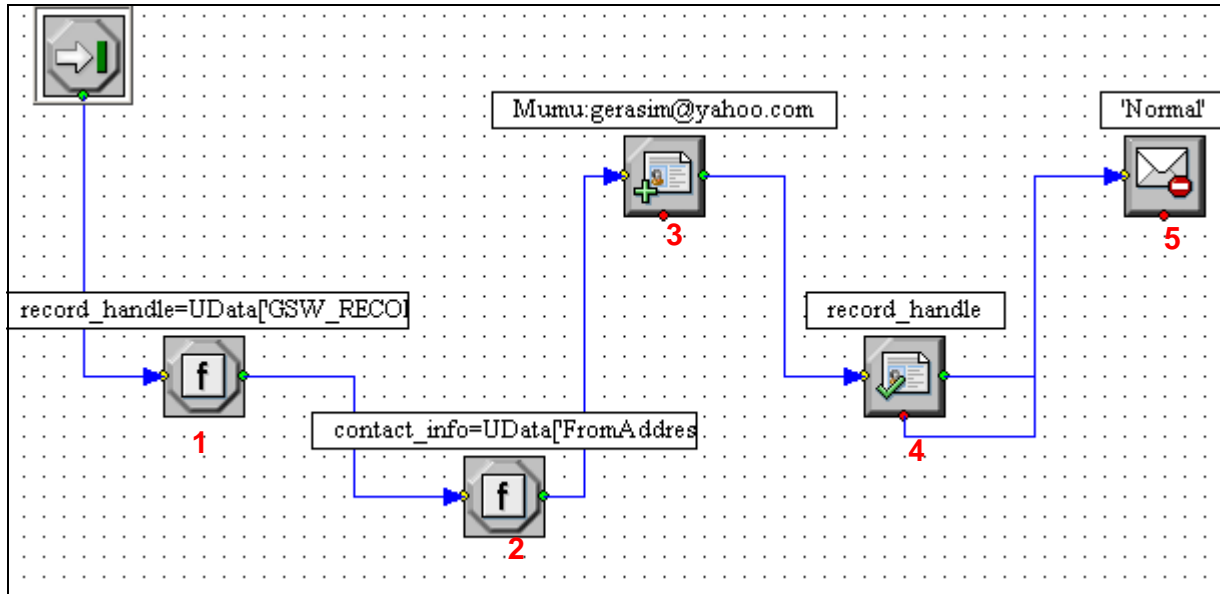 Mumu:gerasim@yahoo.com
'Normal'
3
5
record_handle=UData['GSW_RECO
record_handle
1
contact_info=UData['FromAddres
4
2